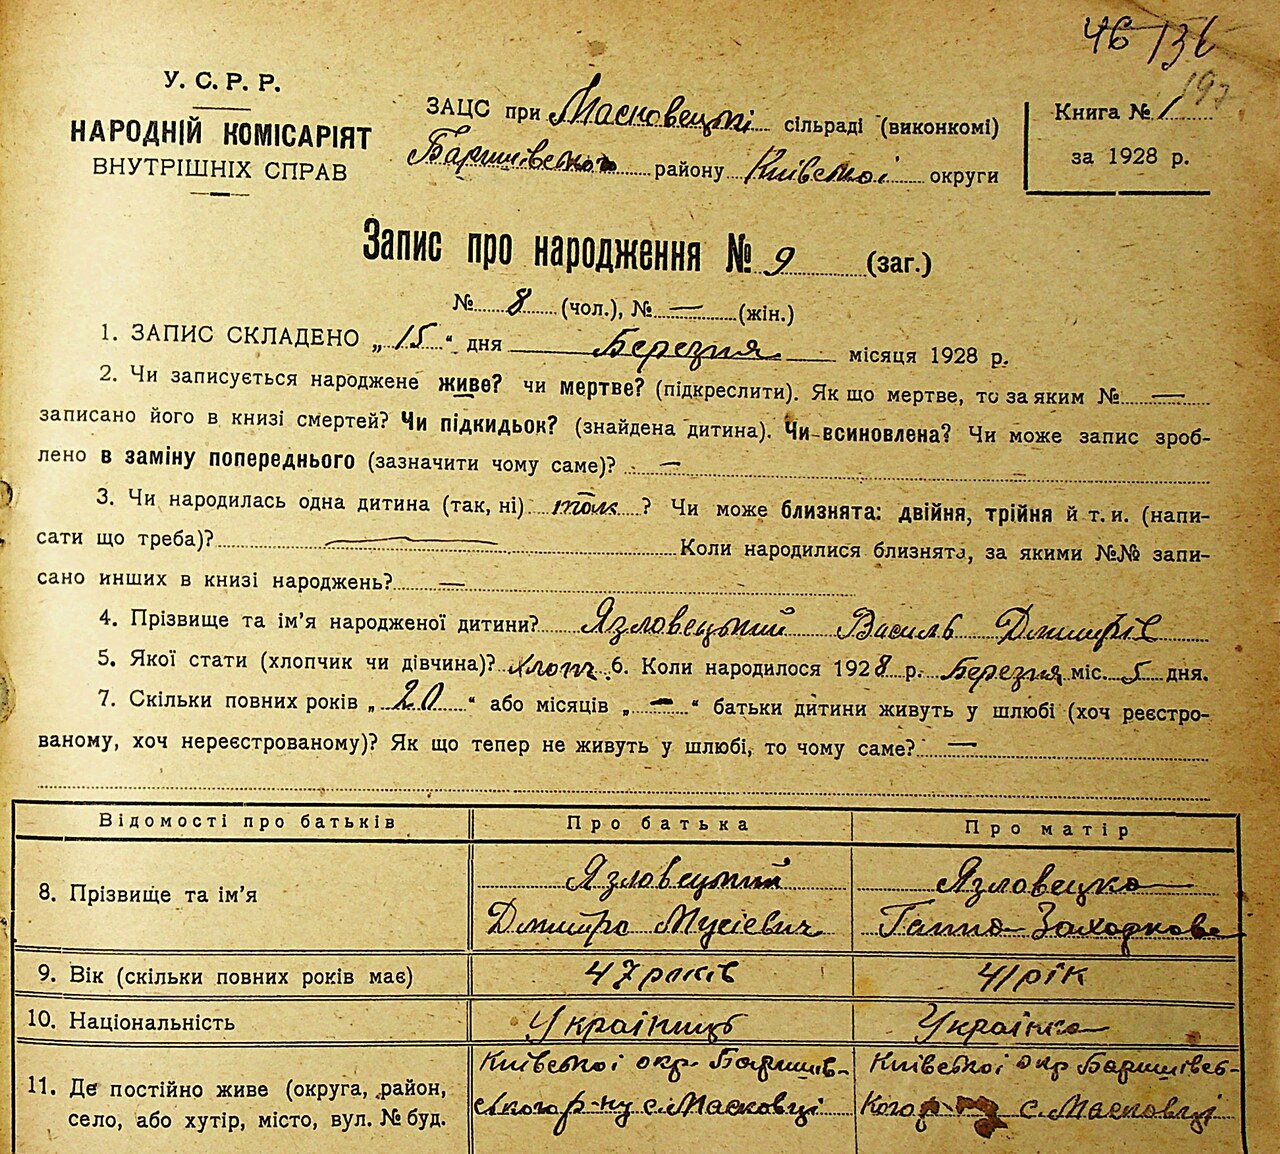 46 136
197
У. С. Р. Р.
НАРОДНІЙ КОМІСАРІЯТ
ВНУТРІШНІХ СПРАВ
ЗАЦС при Масковецькі сільраді (виконкомі)
Баришівського району Київської округи
Книга № 1
за 1928 р.
Запис про народження № 9 (заг.)
№ 8 (чол.), № — (жін.)
1. ЗАПИС СКЛАДЕНО „15“ дня Березня місяця 1928 р.
2. Чи записується народжене живе? чи мертве? (підкреслити). Як що мертве, то за яким № —
записано його в книзі смертей? Чи підкидьок? (знайдена дитина). Чи всиновлена? Чи може запис зроб-
лено в заміну попереднього (зазначити чому саме)? —
3. Чи народилась одна дитина (так, ні) так ? Чи може близнята: двійня, трійня й т. и. (напи-
сати що треба)? — Коли народилися близнята, за якими №№ запи-
сано инших в книзі народжень? —
4. Прізвище та ім'я народженої дитини? Язловецький Василь Дмитрів
5. Якої стати (хлопчик чи дівчина)? хлопч. 6. Коли народилося 1928 р. Березня міс. 5 дня.
7. Скільки повних років „20“ або місяців „—“ батьки дитини живуть у шлюбі (хоч реєстро-
ваному, хоч нереєстрованому)? Як що тепер не живуть у шлюбі, то чому саме? —
Відомості про батьків Про батька Про матір
8. Прізвище та ім'я Язловецький Дмитро Мусієвич Язловецка Ганна Захаркова
9. Вік (скільки повних років має) 47 років 41 рік
10. Національність Українць Українка
11. Де постійно живе (округа, район, Київської окр. Баришів- Київської окр Баришівсь-
село, або хутір, місто, вул. № буд. ського р-ну с. Масковці кого с. Масковці